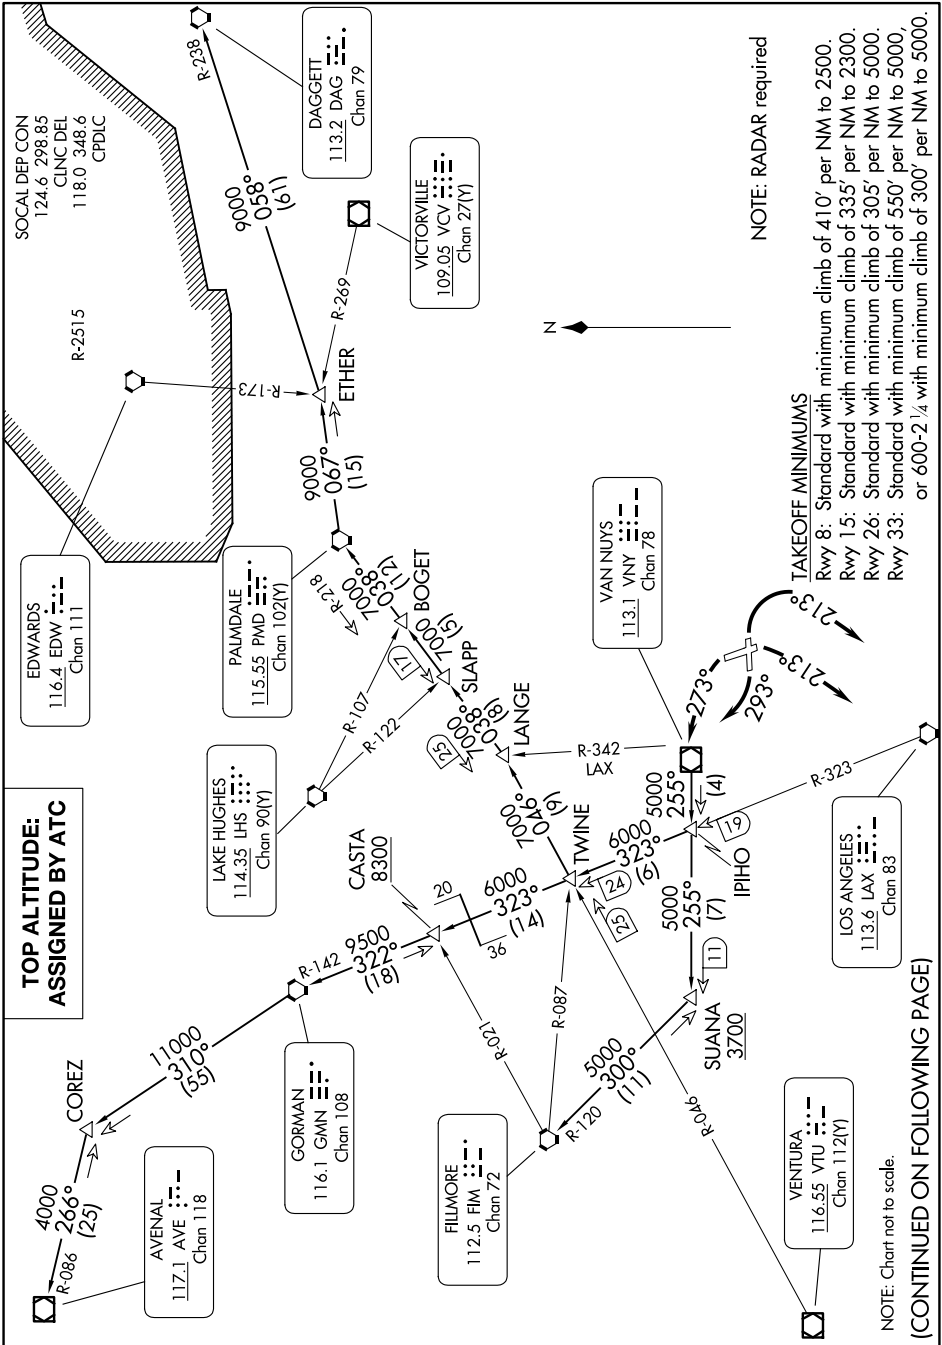 TOP ALTITUDE:
ASSIGNED BY ATC
SOCAL DEP CON
124.6 298.85
CLNC DEL
118.0 348.6
CPDLC
R-2515
EDWARDS
116.4 EDW
Chan 111
DAGGETT
113.2 DAG
Chan 79
R-238
9000
058°
(61)
VICTORVILLE
109.05 VCV
Chan 27(Y)
R-269
R-173
ETHER
9000
067°
(15)
PALMDALE
115.55 PMD
Chan 102(Y)
R-218
7000
038°
(12)
BOGET
7000
(5)
17
SLAPP
R-107
R-122
LAKE HUGHES
114.35 LHS
Chan 90(Y)
7000
038°
(8)
25
LANGE
R-342
LAX
7000
046°
(9)
TWINE
24
25
AVENAL
117.1 AVE
Chan 118
R-086
4000
266°
(25)
COREZ
11000
310°
(55)
GORMAN
116.1 GMN
Chan 108
R-142
9500
322°
(18)
CASTA
8300
20
36
6000
323°
(14)
6000
323°
(6)
R-021
R-087
FILLMORE
112.5 FIM
Chan 72
R-120
5000
300°
(11)
SUANA
3700
11
5000
255°
(7)
IPIHO
19
5000
255°
(4)
VAN NUYS
113.1 VNY
Chan 78
273°
293°
213°
213°
R-323
LOS ANGELES
113.6 LAX
Chan 83
R-046
VENTURA
116.55 VTU
Chan 112(Y)
N
NOTE: RADAR required
TAKEOFF MINIMUMS
Rwy 8: Standard with minimum climb of 410' per NM to 2500.
Rwy 15: Standard with minimum climb of 335' per NM to 2300.
Rwy 26: Standard with minimum climb of 305' per NM to 5000.
Rwy 33: Standard with minimum climb of 550' per NM to 5000,
or 600-2 ¼ with minimum climb of 300' per NM to 5000.
NOTE: Chart not to scale.
(CONTINUED ON FOLLOWING PAGE)